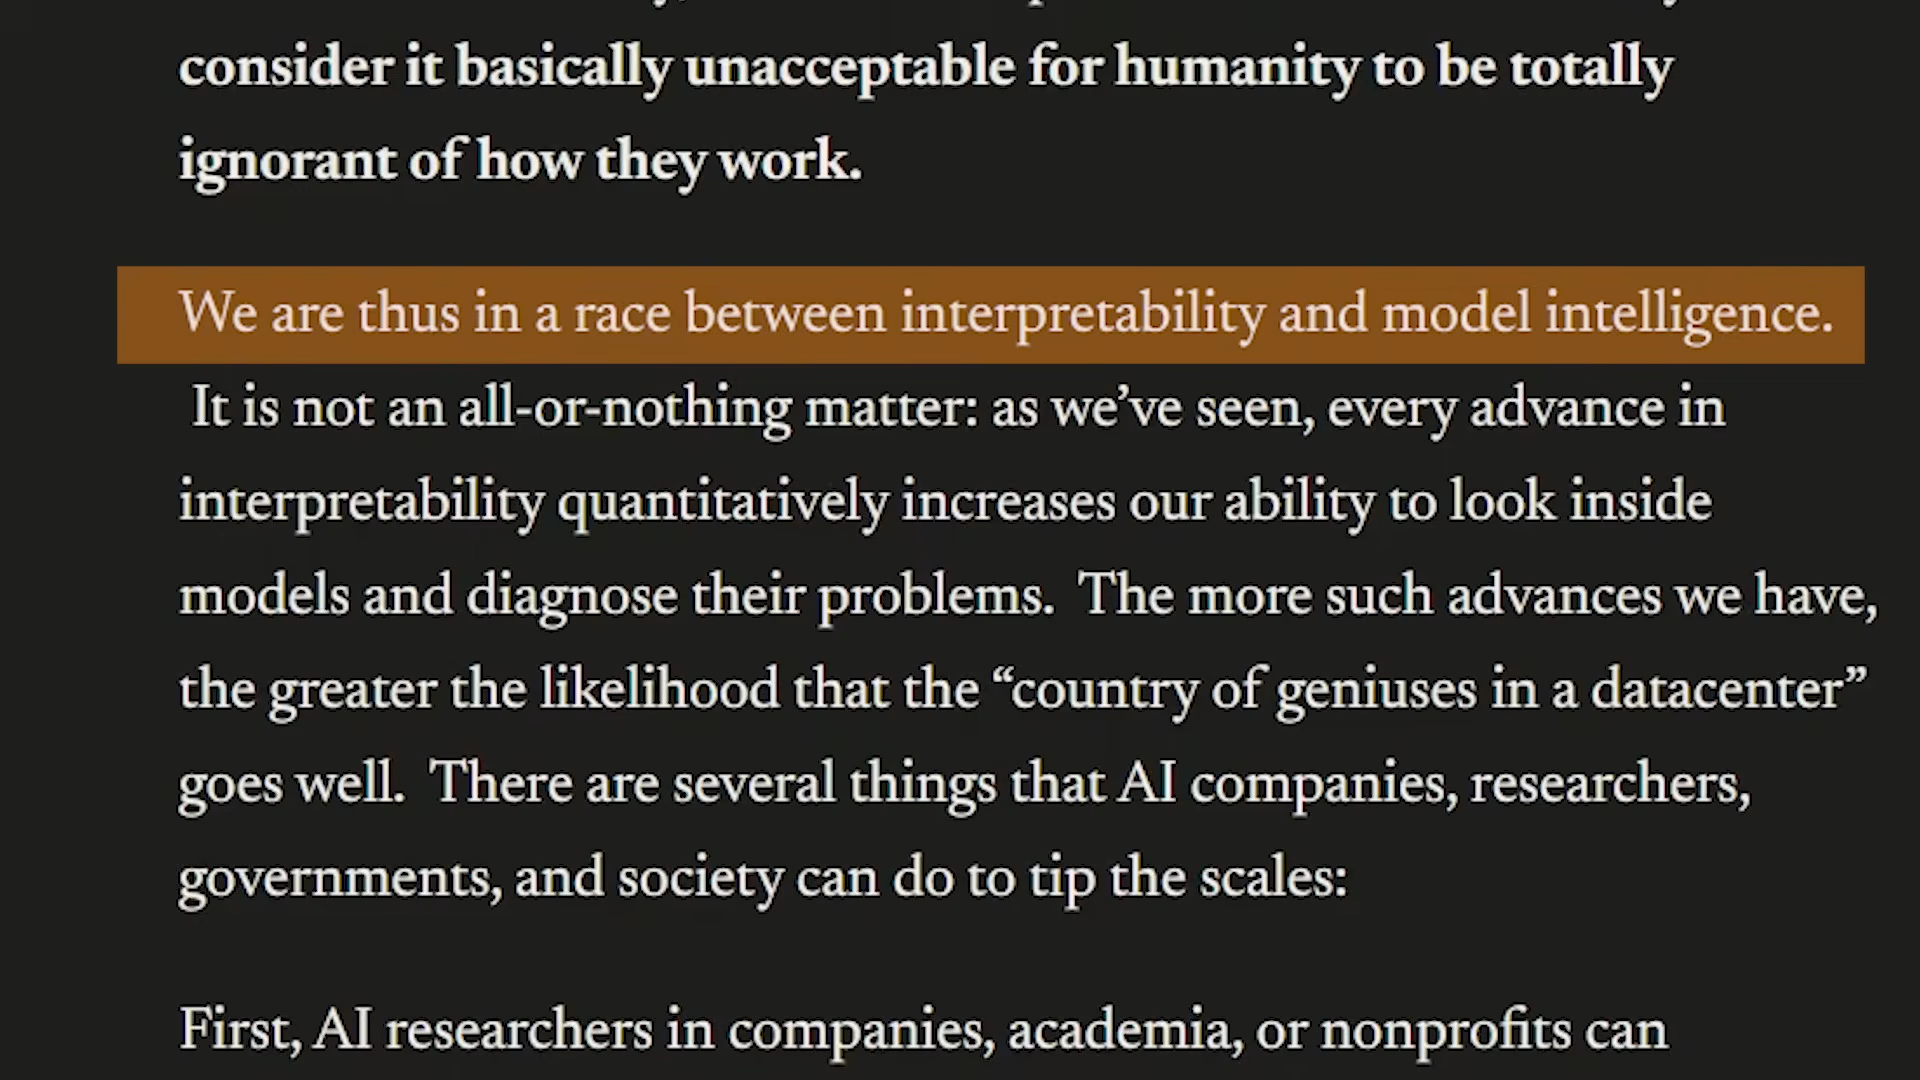 consider it basically unacceptable for humanity to be totally
ignorant of how they work.
We are thus in a race between interpretability and model intelligence.
It is not an all-or-nothing matter: as we’ve seen, every advance in
interpretability quantitatively increases our ability to look inside
models and diagnose their problems. The more such advances we have,
the greater the likelihood that the “country of geniuses in a datacenter”
goes well. There are several things that AI companies, researchers,
governments, and society can do to tip the scales:
First, AI researchers in companies, academia, or nonprofits can